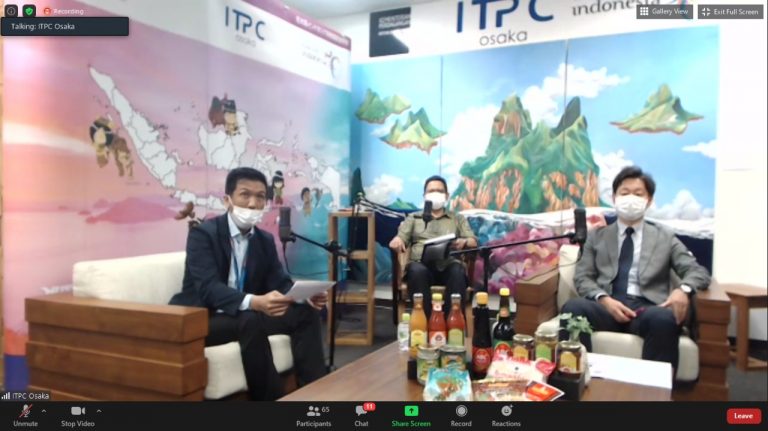 Recording
Talking: ITPC Osaka
ITPC
osaka
ITPC
osaka
indonesia
Gallery View
Exit Full Screen
ABC
ITPC Osaka
Unmute
Stop Video
65
Participants
11
Chat
Share Screen
Record
Reactions
Leave